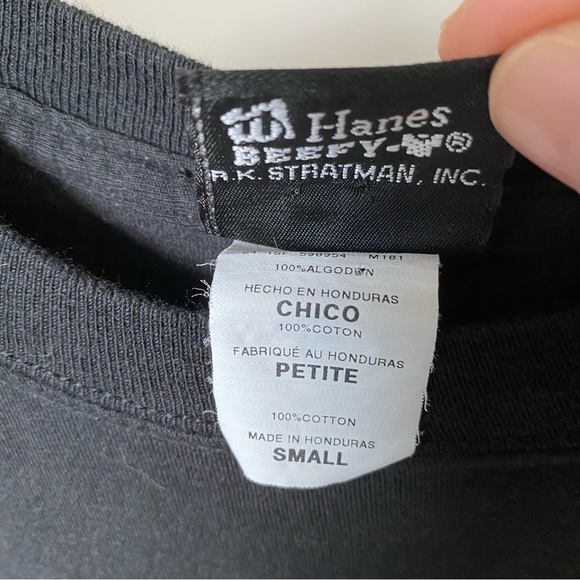 Hanes
BEEFY-T®
R.K. STRATMAN, INC.
M181
100%ALGODON
HECHO EN HONDURAS
CHICO
100%COTON
FABRIQUÉ AU HONDURAS
PETITE
100%COTTON
MADE IN HONDURAS
SMALL